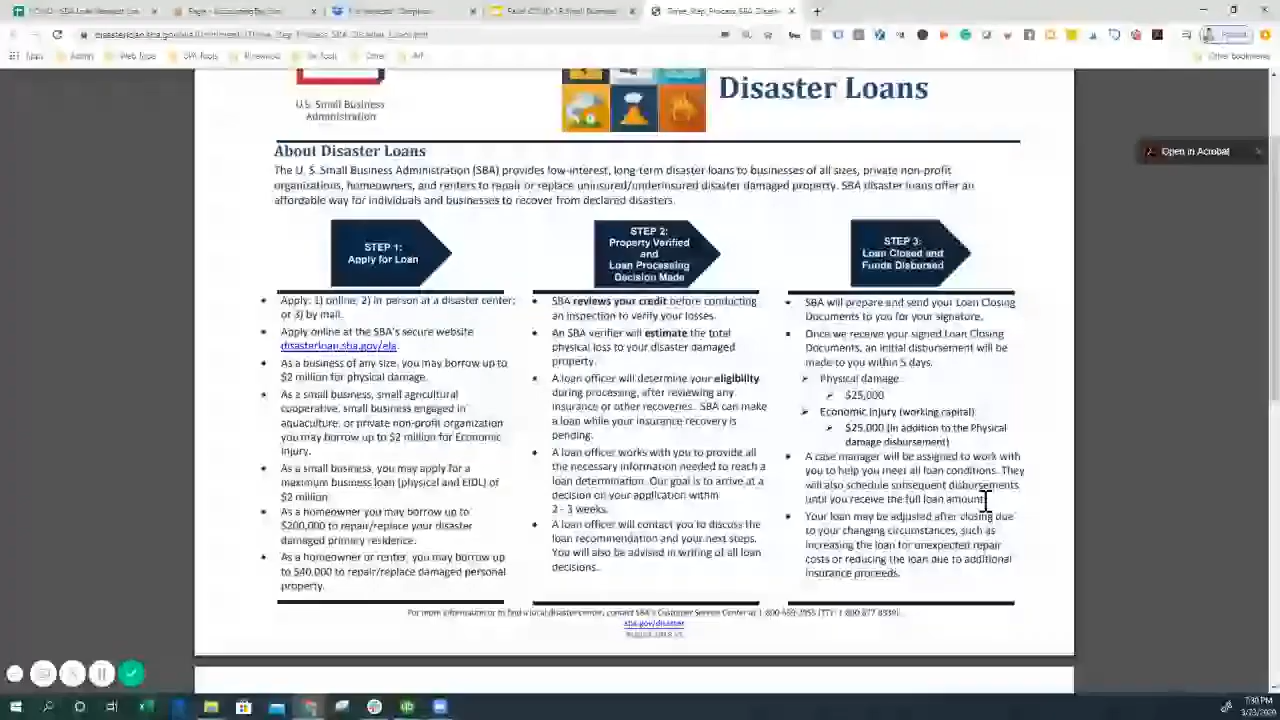 Other bookmarks
Disaster Loans
U.S. Small Business
Administration
Open in Acrobat
About Disaster Loans
The U. S. Small Business Administration (SBA) provides low-interest, long-term disaster loans to businesses of all sizes, private non-profit
organizations, homeowners, and renters to repair or replace uninsured/underinsured disaster damaged property. SBA disaster loans offer an
affordable way for individuals and businesses to recover from declared disasters.
STEP 1:
Apply for Loan
Apply: 1) online; 2) in person at a disaster center;
or 3) by mail.
Apply online at the SBA's secure website
disasterloan.sba.gov/ela.
As a business of any size, you may borrow up to
$2 million for physical damage.
As a small business, small agricultural
cooperative, small business engaged in
aquaculture, or private non-profit organization
you may borrow up to $2 million for Economic
Injury.
As a small business, you may apply for a
maximum business loan (physical and EIDL) of
$2 million
As a homeowner you may borrow up to
$200,000 to repair/replace your disaster
damaged primary residence.
As a homeowner or renter, you may borrow up
to $40,000 to repair/replace damaged personal
property.
STEP 2:
Property Verified
and
Loan Processing
Decision Made
SBA reviews your credit before conducting
an inspection to verify your losses.
An SBA verifier will estimate the total
physical loss to your disaster damaged
property.
A loan officer will determine your eligibility
during processing, after reviewing any
insurance or other recoveries. SBA can make
a loan while your insurance recovery is
pending.
A loan officer works with you to provide all
the necessary information needed to reach a
loan determination. Our goal is to arrive at a
decision on your application within
2 - 3 weeks.
A loan officer will contact you to discuss the
loan recommendation and your next steps.
You will also be advised in writing of all loan
decisions.
STEP 3:
Loan Closed and
Funds Disbursed
SBA will prepare and send your Loan Closing
Documents to you for your signature.
Once we receive your signed Loan Closing
Documents, an initial disbursement will be
made to you within 5 days.
Physical damage
$25,000
Economic Injury (working capital)
$25,000 (In addition to the Physical
damage disbursement)
A case manager will be assigned to work with
you to help you meet all loan conditions. They
will also schedule subsequent disbursements
until you receive the full loan amount.
Your loan may be adjusted after closing due
to your changing circumstances, such as
increasing the loan for unexpected repair
costs or reducing the loan due to additional
insurance proceeds.
For more information or to find a local disaster center, contact SBA's Customer Service Center at
sba.gov/disaster
3/23/2020